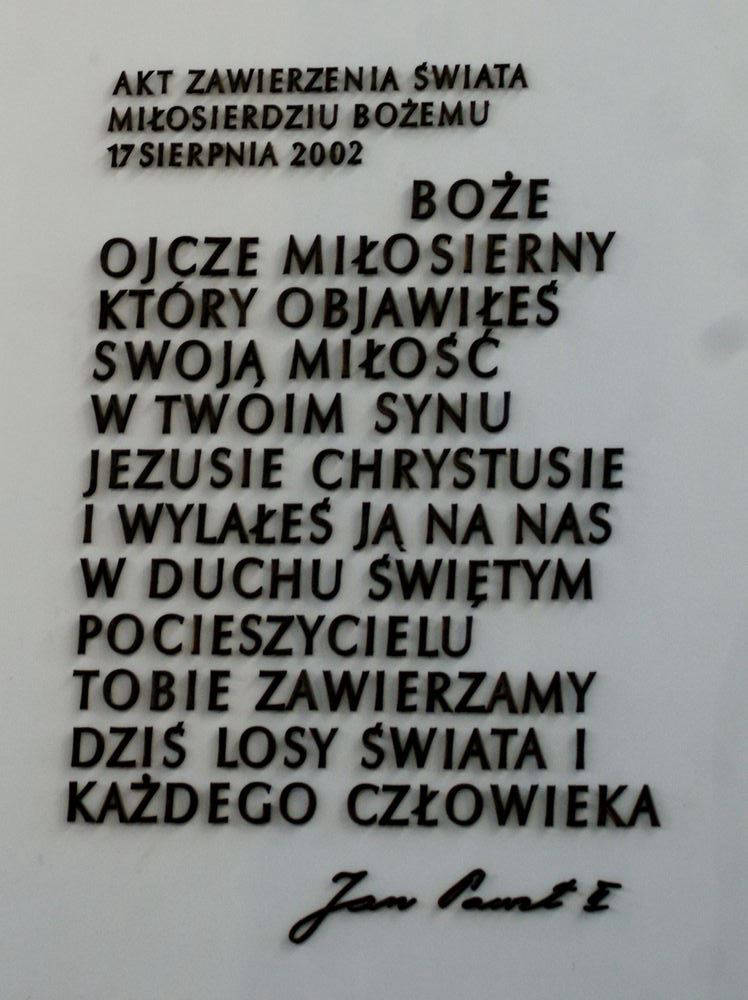 AKT ZAWIERZENIA ŚWIATA
MIŁOSIERDZIU BOŻEMU
17 SIERPNIA 2002
BOŻE
OJCZE MIŁOSIERNY
KTÓRY OBJAWIŁEŚ
SWOJĄ MIŁOŚĆ
W TWÓIM SYNU
JEZUSIE CHRYSTUSIE
I WYLAŁEŚ JĄ NA NAS
W DUCHU ŚWIĘTYM
POCIESZYCIELU
TOBIE ZAWIERZAMY
DZIŚ LOSY ŚWIATA I
KAŻDEGO CZŁOWIEKA
Jan Paweł II